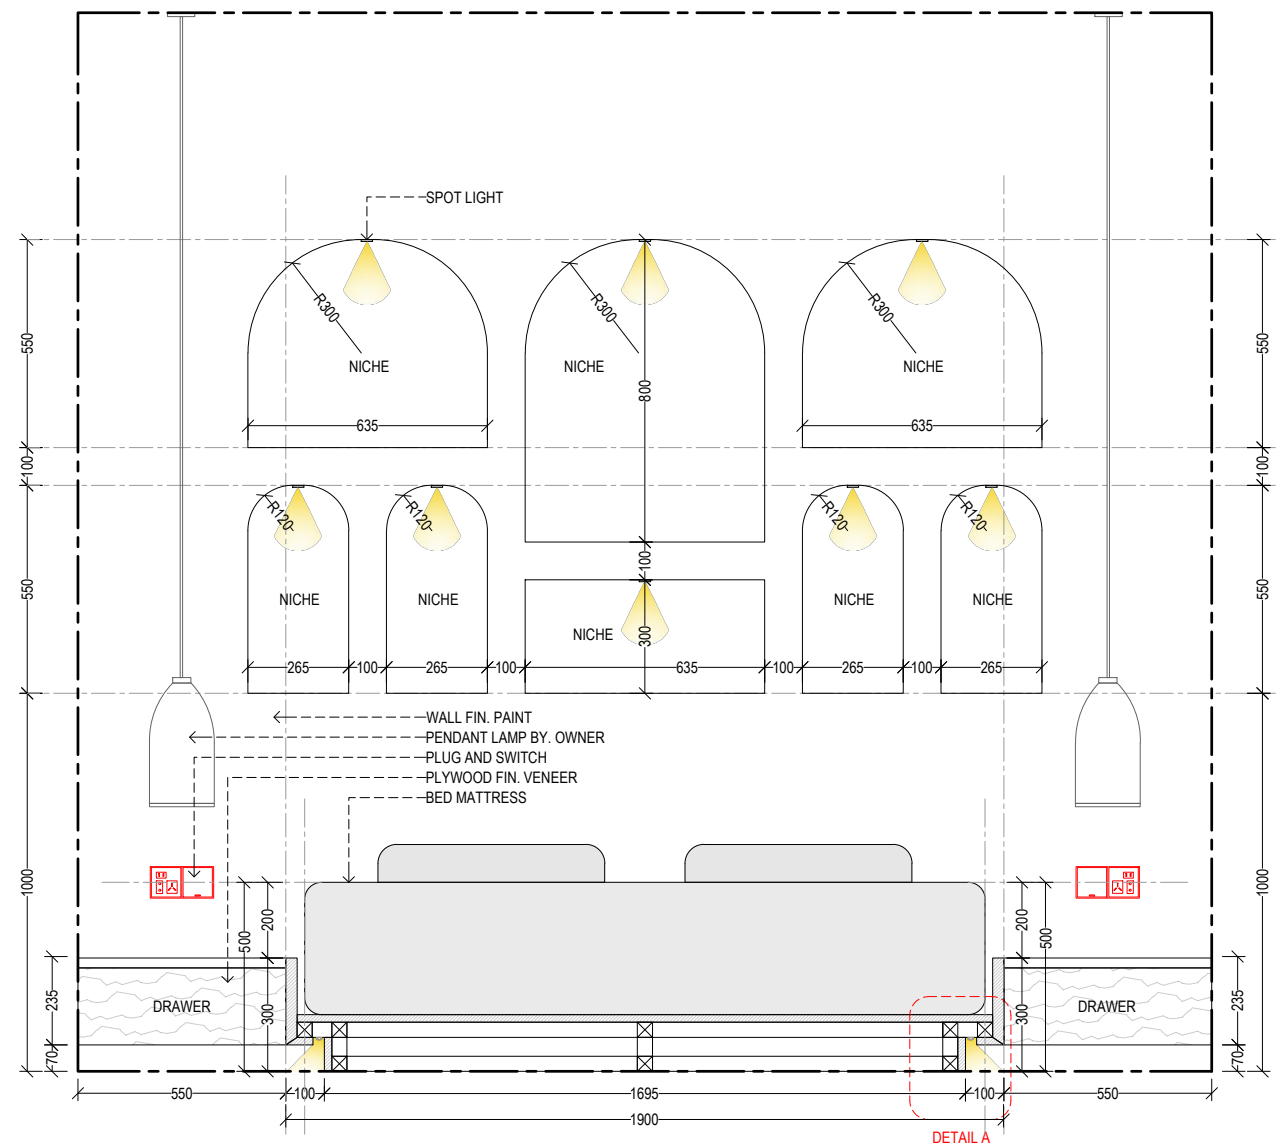 SPOT LIGHT
550
R300
R300
R300
550
NICHE
NICHE
NICHE
800
635
635
100
100
R120
R120
R120
R120
550
100
550
NICHE
NICHE
NICHE
NICHE
NICHE
300
265
100
265
100
635
100
265
100
265
WALL FIN. PAINT
PENDANT LAMP BY. OWNER
PLUG AND SWITCH
PLYWOOD FIN. VENEER
BED MATTRESS
1000
1000
200
500
200
500
235
DRAWER
300
300
DRAWER
235
70
70
550
100
1695
100
550
1900
DETAIL A